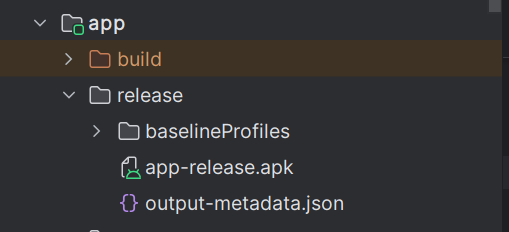 app
build
release
baselineProfiles
app-release.apk
output-metadata.json